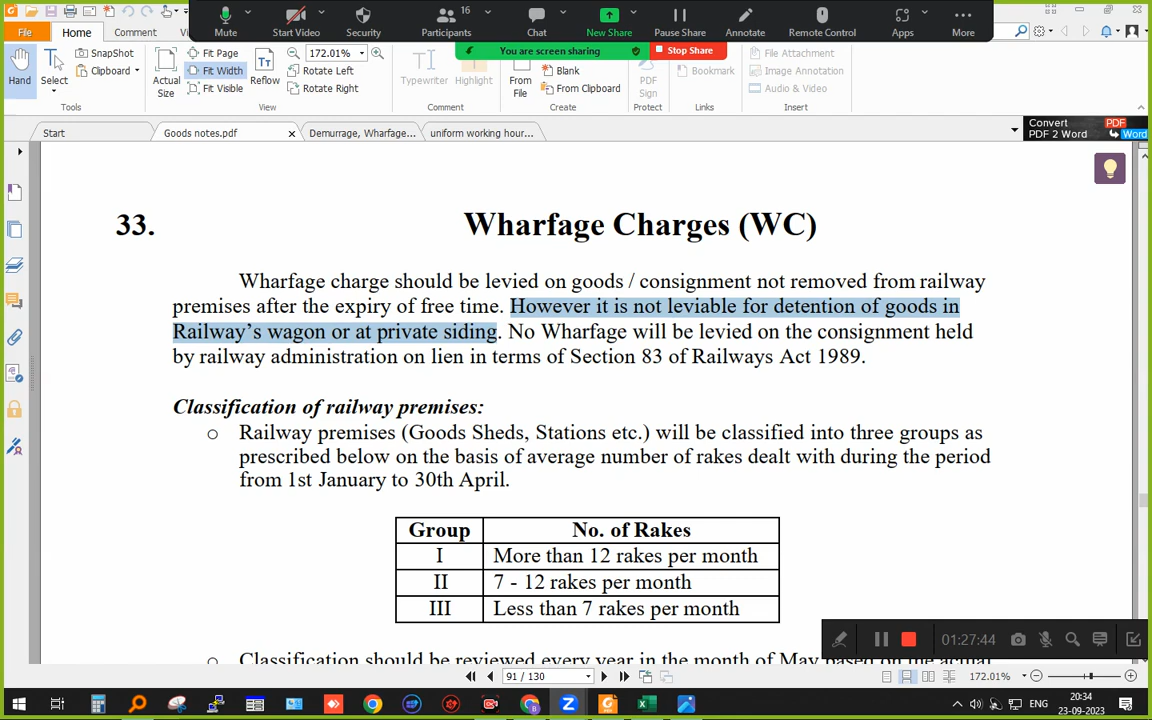 Mute
Start Video
Security
16
Participants
Chat
New Share
Pause Share
Annotate
Remote Control
Apps
More
You are screen sharing
Stop Share
File
Home
Comment
Hand
Select
SnapShot
Clipboard
Tools
Actual
Size
Fit Page
Fit Width
Fit Visible
Reflow
172.01%
Rotate Left
Rotate Right
View
Typewriter
Highlight
Comment
From
File
Blank
From Clipboard
Create
PDF
Sign
Protect
Bookmark
Links
File Attachment
Image Annotation
Audio & Video
Insert
Start
Goods notes.pdf
Demurrage, Wharfage...
uniform working hour...
Convert
PDF 2 Word
PDF
Word
33. Wharfage Charges (WC)
Wharfage charge should be levied on goods / consignment not removed from railway
premises after the expiry of free time. However it is not leviable for detention of goods in
Railway's wagon or at private siding. No Wharfage will be levied on the consignment held
by railway administration on lien in terms of Section 83 of Railways Act 1989.
Classification of railway premises:
o Railway premises (Goods Sheds, Stations etc.) will be classified into three groups as
prescribed below on the basis of average number of rakes dealt with during the period
from 1st January to 30th April.
Group No. of Rakes
I More than 12 rakes per month
II 7 - 12 rakes per month
III Less than 7 rakes per month
o Classification should be reviewed every year in the month of May based on the actual
01:27:44
91 / 130
172.01%
ENG
20:34
23-09-2023